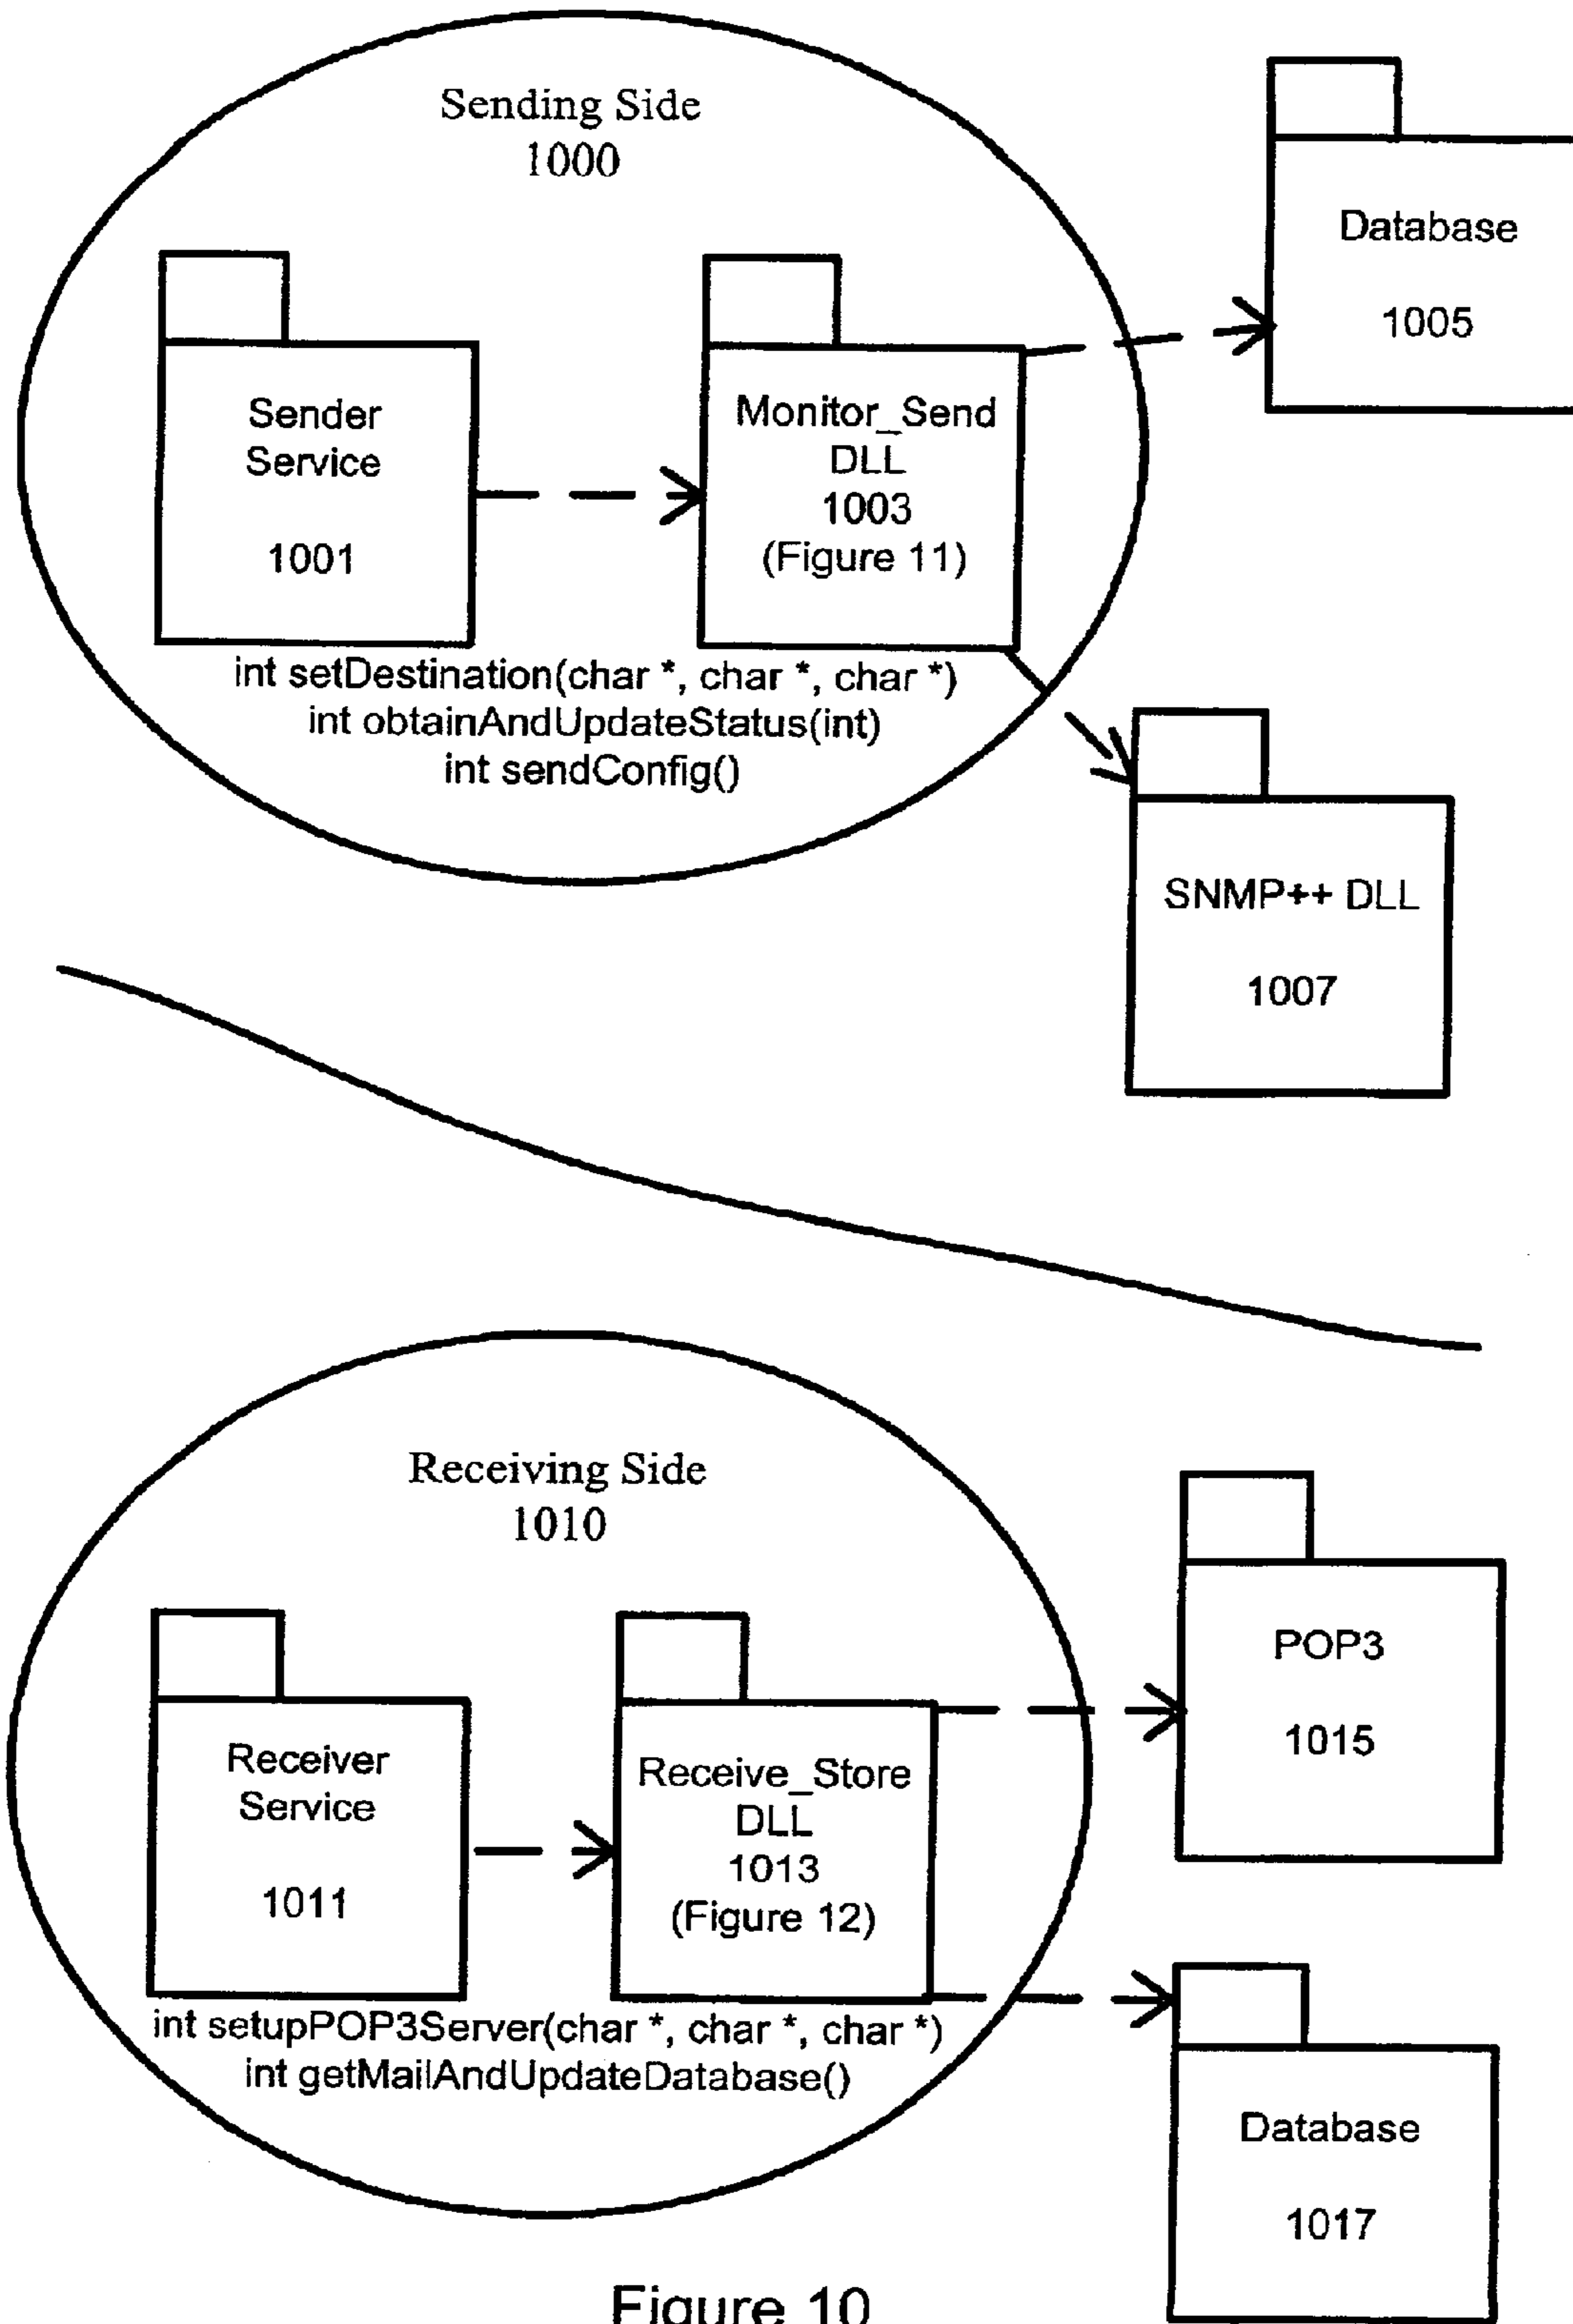 Sending Side
1000
Database
1005
Sender
Service
1001
Monitor_Send
DLL
1003
(Figure 11)
int setDestination(char *, char *, char *)
int obtainAndUpdateStatus(int)
int sendConfig()
SNMP++ DLL
1007
Receiving Side
1010
POP3
1015
Receiver
Service
1011
Receive_Store
DLL
1013
(Figure 12)
int setupPOP3Server(char *, char *, char *)
int getMailAndUpdateDatabase()
Database
1017
Figure 10